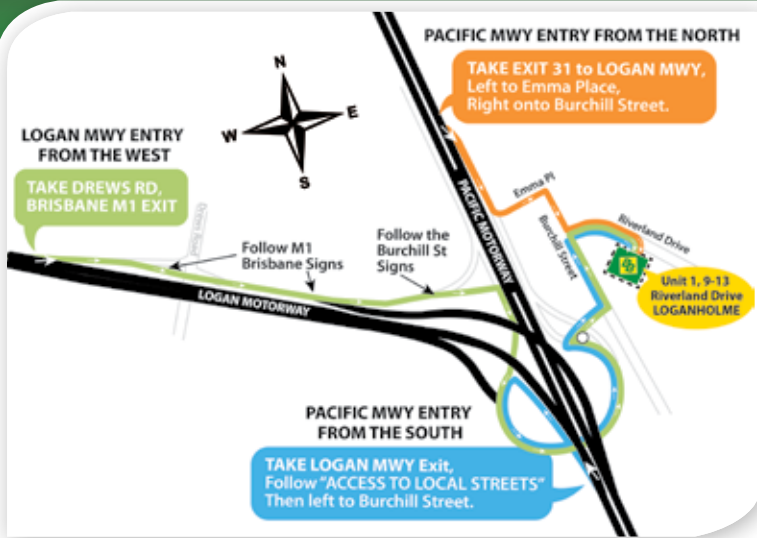 PACIFIC MWY ENTRY FROM THE NORTH
TAKE EXIT 31 to LOGAN MWY,
Left to Emma Place,
Right onto Burchill Street.
N
W
E
S
LOGAN MWY ENTRY
FROM THE WEST
TAKE DREWS RD,
BRISBANE M1 EXIT
Drews Road
Follow M1
Brisbane Signs
Follow the
Burchill St
Signs
LOGAN MOTORWAY
PACIFIC MOTORWAY
Emma Pl
Burchill Street
Riverland Drive
Unit 1, 9-13
Riverland Drive
LOGANHOLME
PACIFIC MWY ENTRY
FROM THE SOUTH
TAKE LOGAN MWY Exit,
Follow "ACCESS TO LOCAL STREETS"
Then left to Burchill Street.